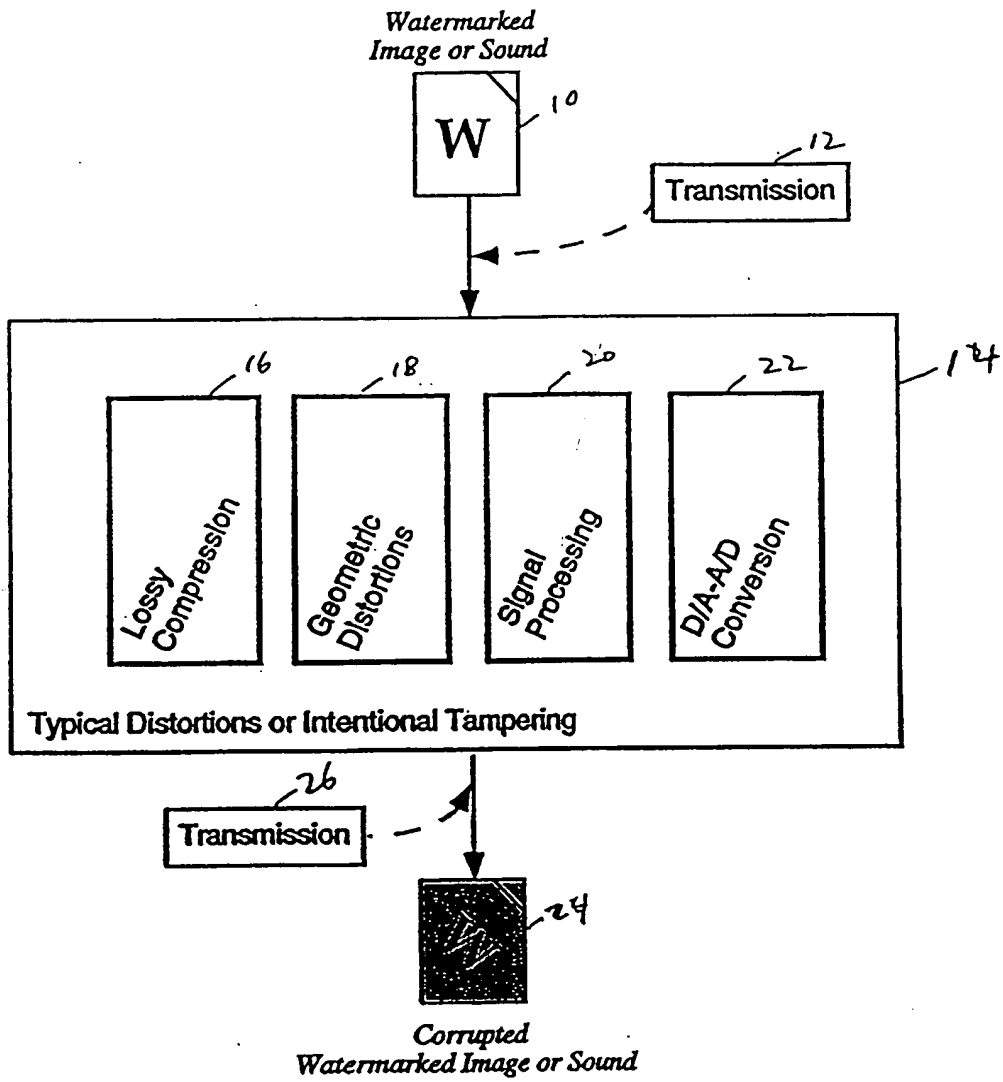 Watermarked
Image or Sound
W
10
12
Transmission
16
18
20
22
14
Lossy
Compression
Geometric
Distortions
Signal
Processing
D/A-A/D
Conversion
Typical Distortions or Intentional Tampering
26
Transmission
W
24
Corrupted
Watermarked Image or Sound